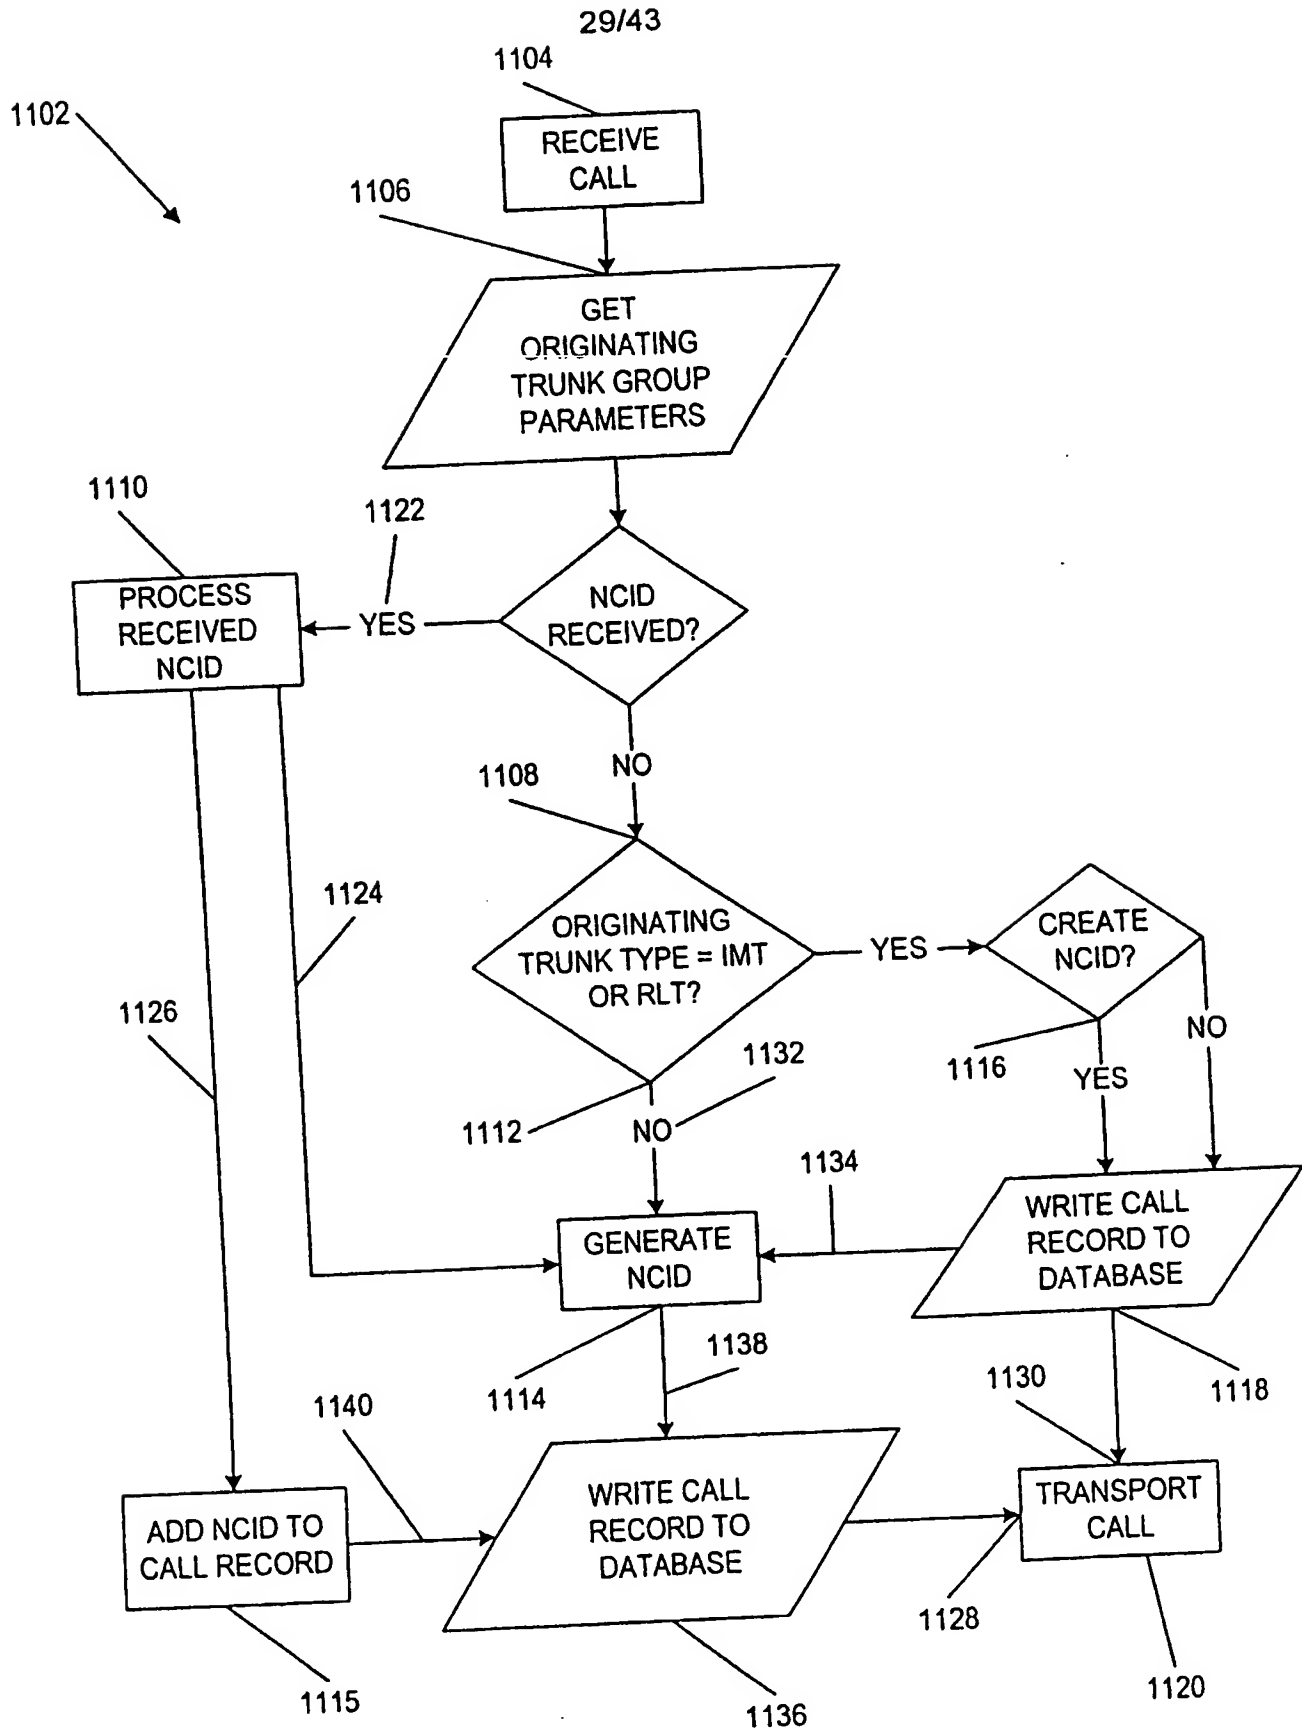 29/43
1104
1102
RECEIVE
CALL
1106
GET
ORIGINATING
TRUNK GROUP
PARAMETERS
1110
1122
PROCESS
RECEIVED
NCID
YES
NCID
RECEIVED?
NO
1108
1124
ORIGINATING
TRUNK TYPE = IMT
OR RLT?
YES
CREATE
NCID?
1126
NO
1116
YES
1132
1112
NO
1134
GENERATE
NCID
WRITE CALL
RECORD TO
DATABASE
1138
1114
1130
1118
1140
ADD NCID TO
CALL RECORD
WRITE CALL
RECORD TO
DATABASE
TRANSPORT
CALL
1128
1115
1136
1120